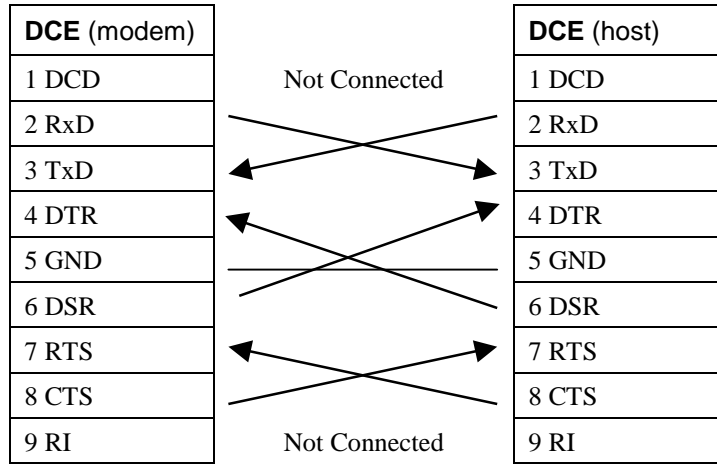 DCE (modem) DCE (host)
1 DCD Not Connected 1 DCD
2 RxD 2 RxD
3 TxD 3 TxD
4 DTR 4 DTR
5 GND 5 GND
6 DSR 6 DSR
7 RTS 7 RTS
8 CTS 8 CTS
9 RI Not Connected 9 RI